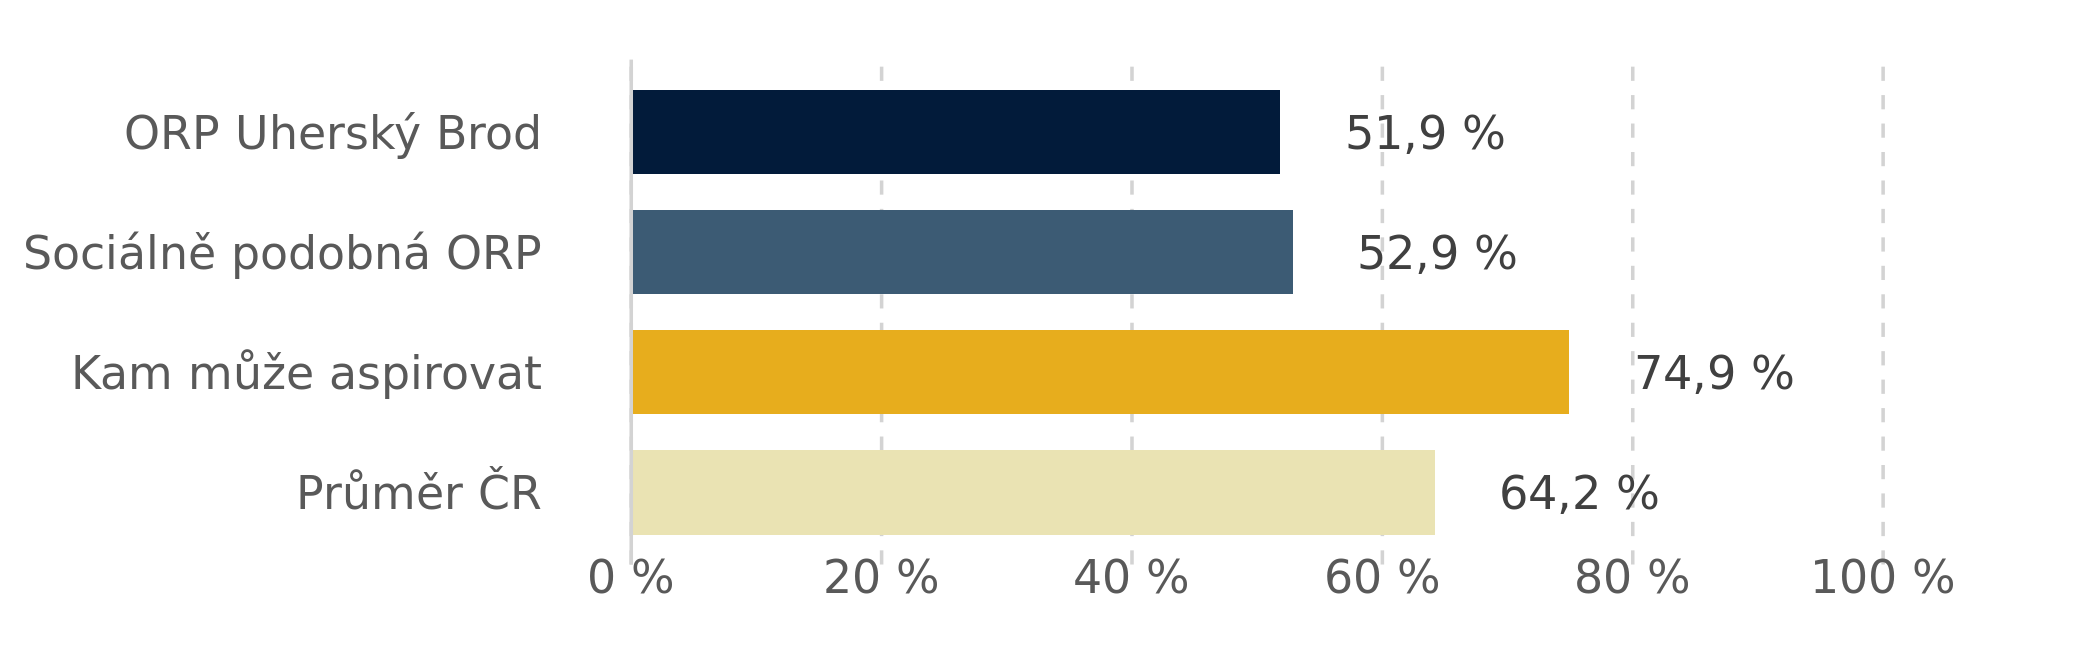 ORP Uherský Brod
51,9 %
Sociálně podobná ORP
52,9 %
Kam může aspirovat
74,9 %
Průměr ČR
64,2 %
0 % 20 % 40 % 60 % 80 % 100 %